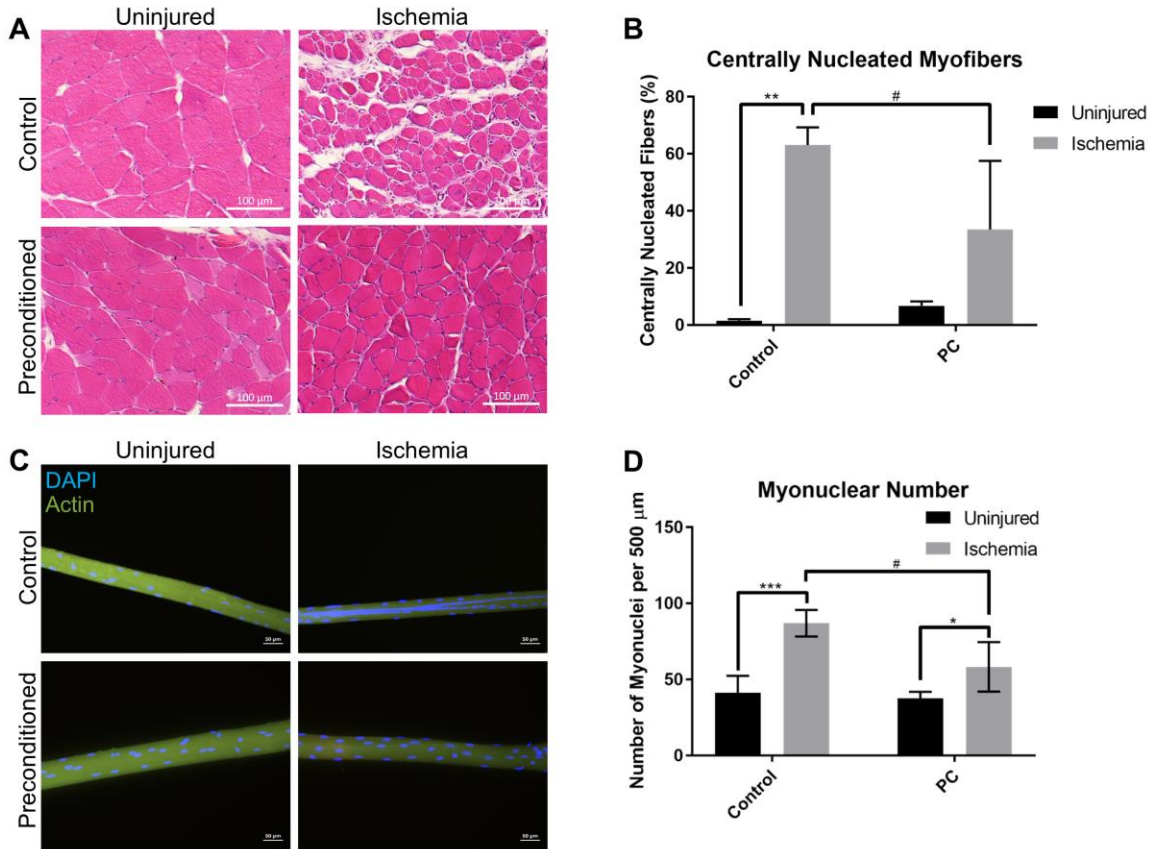 A
Uninjured
Ischemia
Control
Preconditioned
100 µm
100 µm
100 µm
100 µm
B
Centrally Nucleated Myofibers
Centrally Nucleated Fibers (%)
80
60
40
20
0
**
#
Uninjured
Ischemia
Control
PC
C
Uninjured
Ischemia
DAPI
Actin
Control
Preconditioned
50 µm
50 µm
50 µm
50 µm
D
Myonuclear Number
Number of Myonuclei per 500 µm
150
100
50
0
Uninjured
Ischemia
***
#
*
Control
PC